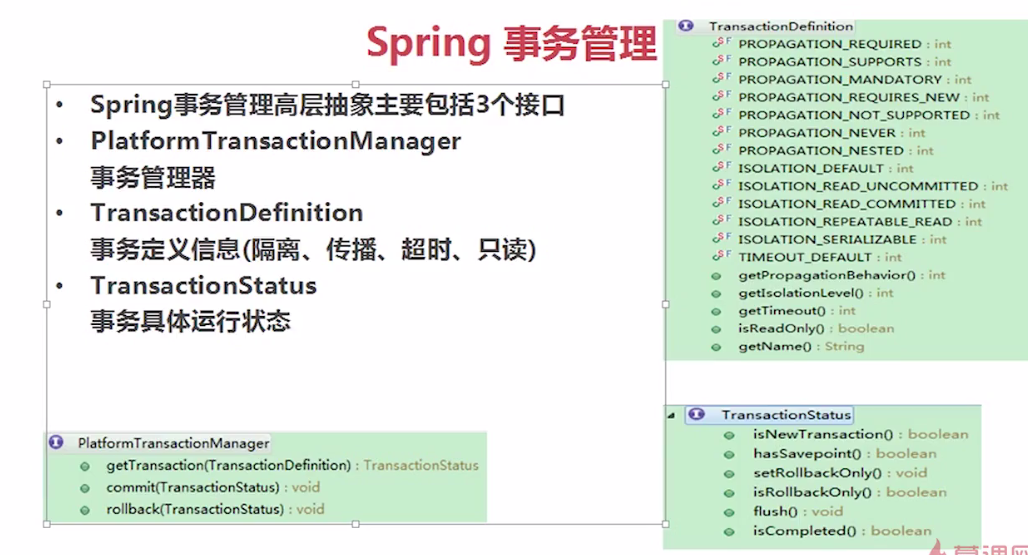 Spring 事务管理
• Spring事务管理高层抽象主要包括3个接口
• PlatformTransactionManager
事务管理器
• TransactionDefinition
事务定义信息(隔离、传播、超时、只读)
• TransactionStatus
事务具体运行状态
PlatformTransactionManager
getTransaction(TransactionDefinition) : TransactionStatus
commit(TransactionStatus) : void
rollback(TransactionStatus) : void
TransactionDefinition
PROPAGATION_REQUIRED : int
PROPAGATION_SUPPORTS : int
PROPAGATION_MANDATORY : int
PROPAGATION_REQUIRES_NEW : int
PROPAGATION_NOT_SUPPORTED : int
PROPAGATION_NEVER : int
PROPAGATION_NESTED : int
ISOLATION_DEFAULT : int
ISOLATION_READ_UNCOMMITTED : int
ISOLATION_READ_COMMITTED : int
ISOLATION_REPEATABLE_READ : int
ISOLATION_SERIALIZABLE : int
TIMEOUT_DEFAULT : int
getPropagationBehavior() : int
getIsolationLevel() : int
getTimeout() : int
isReadOnly() : boolean
getName() : String
TransactionStatus
isNewTransaction() : boolean
hasSavepoint() : boolean
setRollbackOnly() : void
isRollbackOnly() : boolean
flush() : void
isCompleted() : boolean